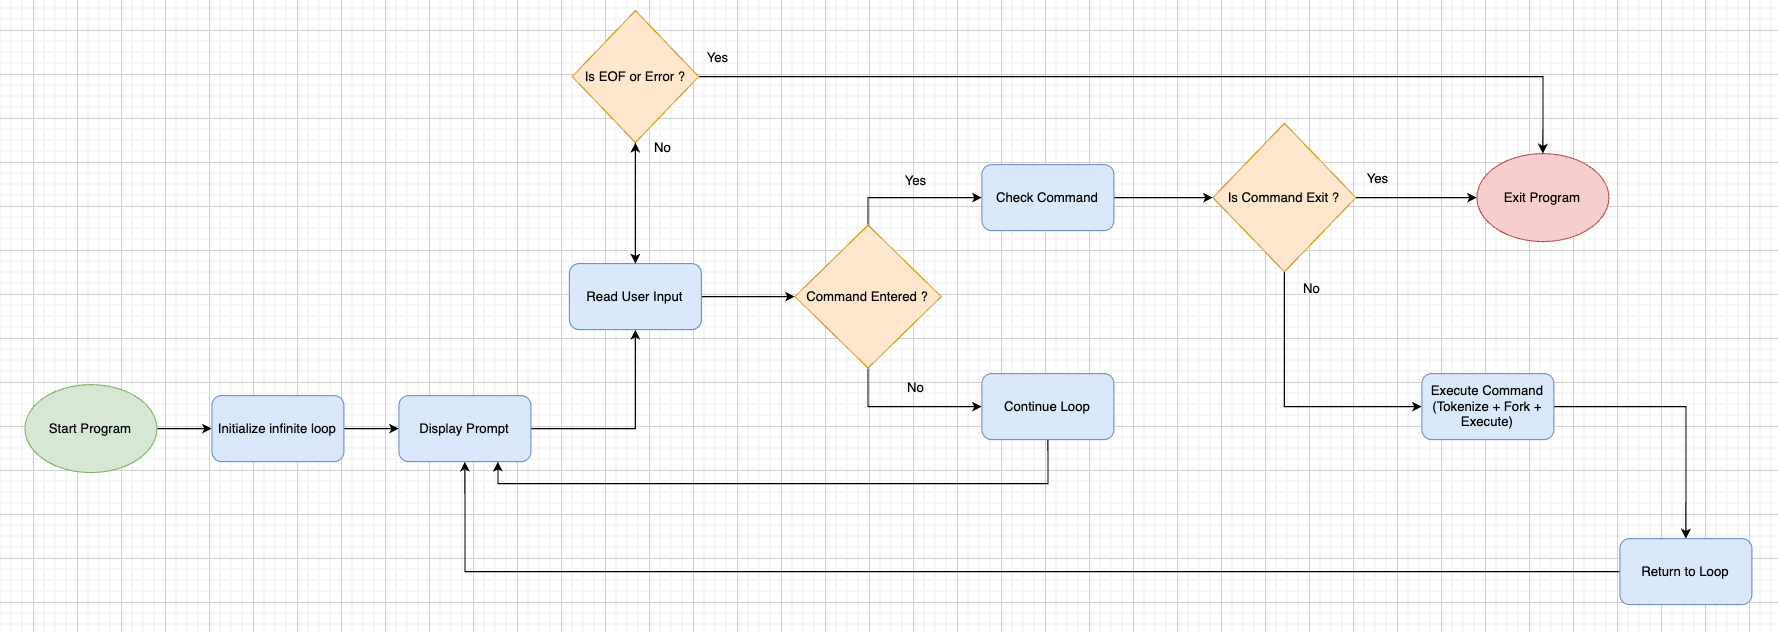 Is EOF or Error ?
Yes
No
Yes
Check Command
Is Command Exit ?
Yes
Exit Program
Read User Input
Command Entered ?
No
No
Start Program
Initialize infinite loop
Display Prompt
Continue Loop
Execute Command
(Tokenize + Fork +
Execute)
Return to Loop